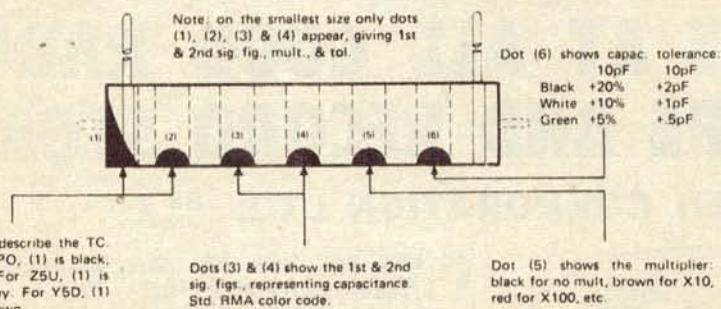 Note: on the smallest size only dots
(1), (2), (3) & (4) appear, giving 1st
& 2nd sig. fig., mult., & tol.
Dot (6) shows capac. tolerance:
10pF 10pF
Black +20% +2pF
White +10% +1pF
Green +5% +.5pF
(1) (2) (3) (4) (5) (6)
describe the TC.
PO, (1) is black,
For Z5U, (1) is
y. For Y5D, (1)
Dots (3) & (4) show the 1st & 2nd
sig. figs., representing capacitance.
Std. RMA color code.
Dot (5) shows the multiplier:
black for no mult, brown for X10,
red for X100, etc.